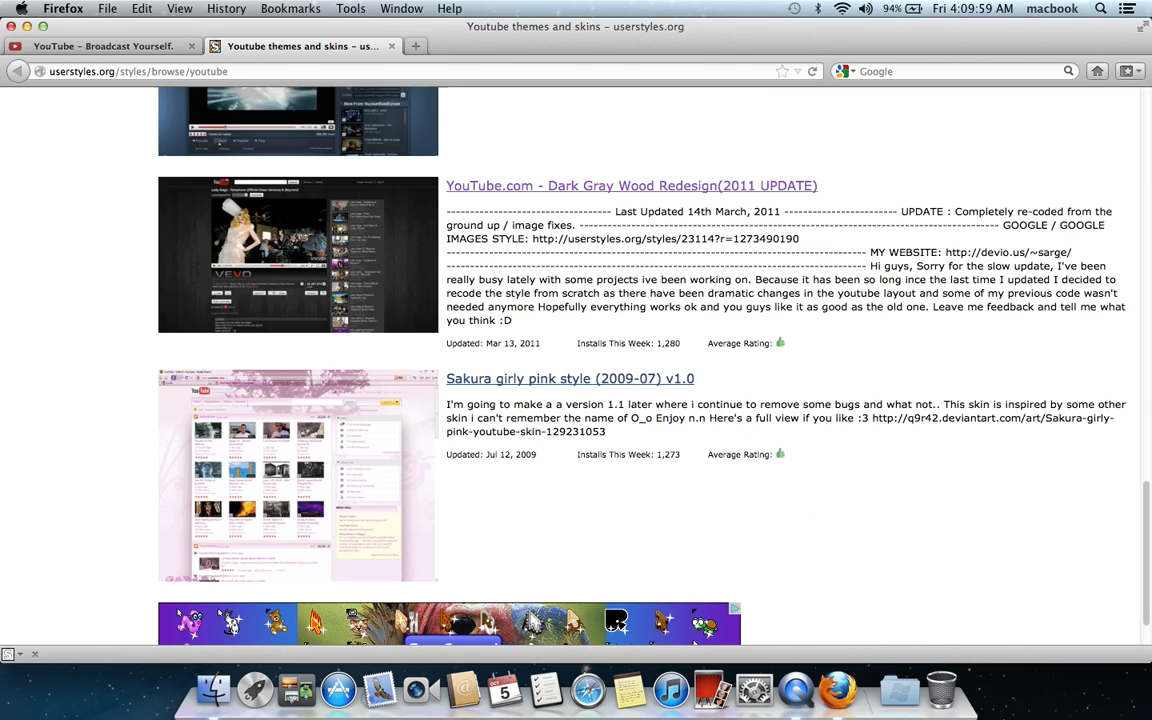 Firefox File Edit View History Bookmarks Tools Window Help 94% Fri 4:09:59 AM macbook
Youtube themes and skins – userstyles.org
YouTube - Broadcast Yourself. Youtube themes and skins – us...
userstyles.org/styles/browse/youtube Google
YouTube.com - Dark Gray Wood Redesign(2011 UPDATE)
---------------------------------- Last Updated 14th March, 2011 ----------------------- UPDATE : Completely re-coded from the
ground up / image fixes. -------------------------------------------------------------------------------------- GOOGLE / GOOGLE
IMAGES STYLE: http://userstyles.org/styles/23114?r=1273490190
--------------------------------------------------------------------------------------- MY WEBSITE: http://devio.us/~sarge/
--------------------------------------------------------------------------------------- Hi guys, Sorry for the slow update, I've been
really busy lately with some projects ive been working on. Because it has been so long ince the last time I updated I decided to
recode the style from scratch as there have been dramatic changes in the youtube layout and some of my previous code wasn't
needed anymore Hopefully everything works ok and you guys like it as good as the old one. Leave me feedback and tell me what
you think :D
Updated: Mar 13, 2011 Installs This Week: 1,280 Average Rating:
Sakura girly pink style (2009-07) v1.0
I'm going to make a a version 1.1 later where i continue to remove some bugs and what not.. This skin is inspired by some other
skin i can't remember the name of O_o Enjoy n.n Here's a full view if you like :3 http://q9r42.deviantart.com/art/Sakura-girly-
pink-youtube-skin-129231053
Updated: Jul 12, 2009 Installs This Week: 1,273 Average Rating:
VEVO
OCT
5